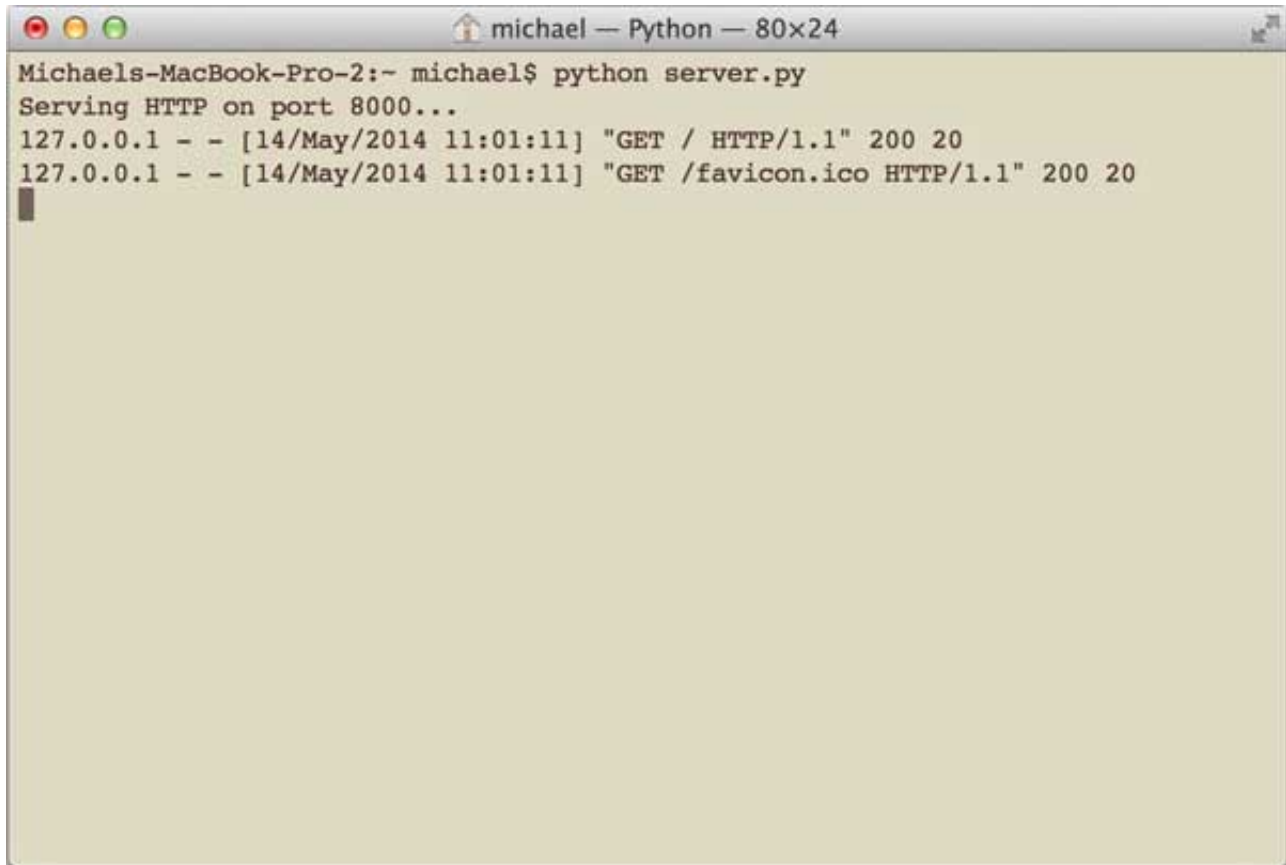 michael — Python — 80×24
Michaels-MacBook-Pro-2:~ michael$ python server.py
Serving HTTP on port 8000...
127.0.0.1 - - [14/May/2014 11:01:11] "GET / HTTP/1.1" 200 20
127.0.0.1 - - [14/May/2014 11:01:11] "GET /favicon.ico HTTP/1.1" 200 20